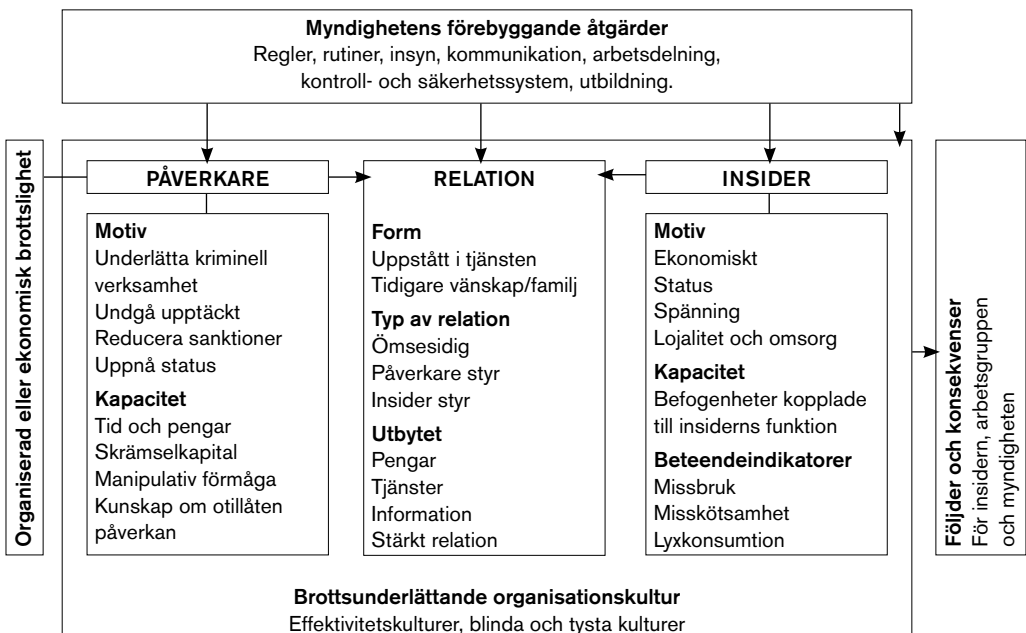 Myndighetens förebyggande åtgärder
Regler, rutiner, insyn, kommunikation, arbetsdelning,
kontroll- och säkerhetssystem, utbildning.
Organiserad eller ekonomisk brottslighet
PÅVERKARE
Motiv
Underlätta kriminell
verksamhet
Undgå upptäckt
Reducera sanktioner
Uppnå status
Kapacitet
Tid och pengar
Skrämselkapital
Manipulativ förmåga
Kunskap om otillåten
påverkan
RELATION
Form
Uppstått i tjänsten
Tidigare vänskap/familj
Typ av relation
Ömsesidig
Påverkare styr
Insider styr
Utbytet
Pengar
Tjänster
Information
Stärkt relation
INSIDER
Motiv
Ekonomiskt
Status
Spänning
Lojalitet och omsorg
Kapacitet
Befogenheter kopplade
till insiderns funktion
Beteendeindikatorer
Missbruk
Misskötsamhet
Lyxkonsumtion
Följder och konsekvenser
För insidern, arbetsgruppen
och myndigheten
Brottsunderlättande organisationskultur
Effektivitetskulturer, blinda och tysta kulturer